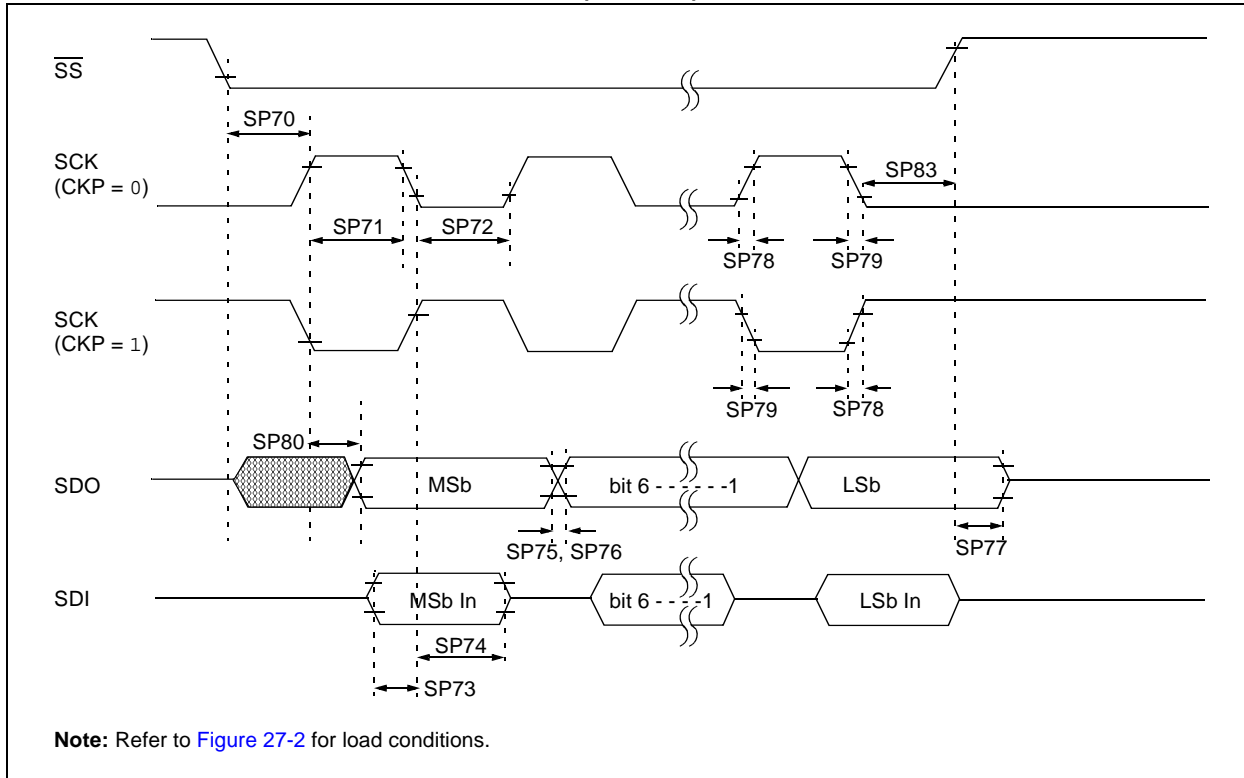 SS
SP70
SCK
(CKP = 0)
SP83
SP71
SP72
SP78
SP79
SCK
(CKP = 1)
SP79
SP78
SP80
SDO
MSb
bit 6 - - - - - -1
LSb
SP75, SP76
SP77
SDI
MSb In
bit 6 - - - -1
LSb In
SP74
SP73
Note: Refer to Figure 27-2 for load conditions.